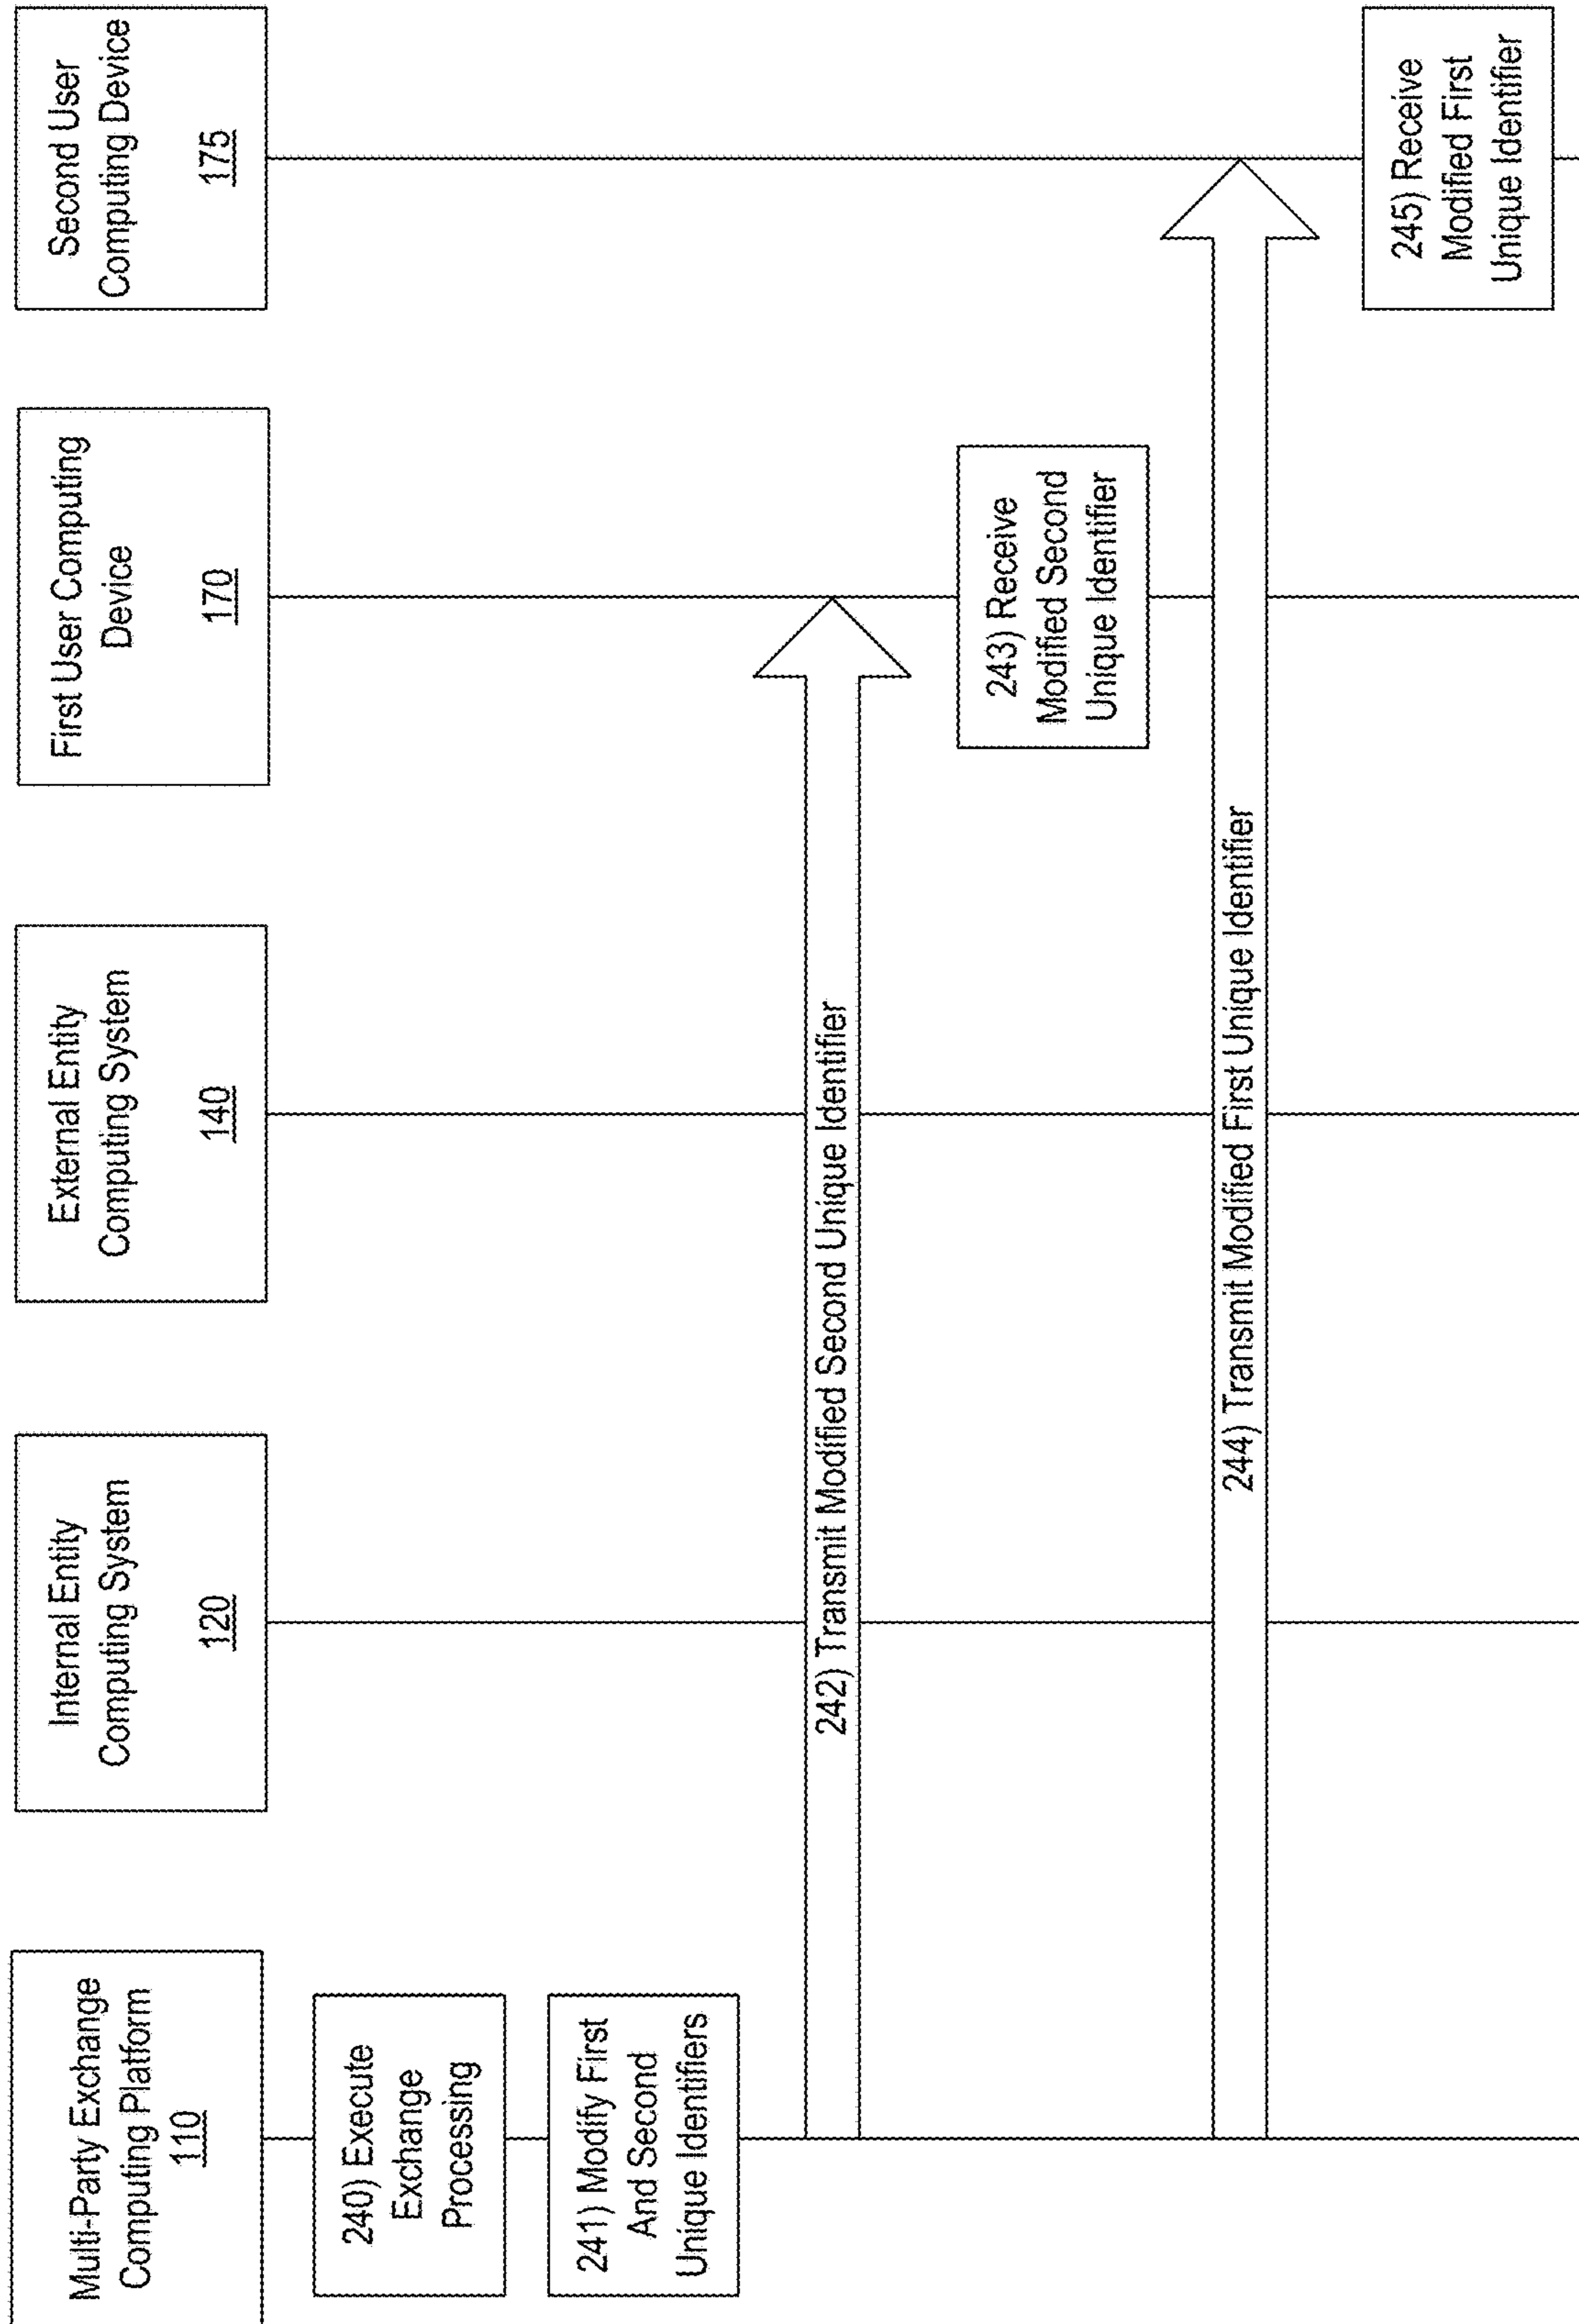 Multi-Party Exchange
Computing Platform
110
Internal Entity
Computing System
120
External Entity
Computing System
140
First User Computing
Device
170
Second User
Computing Device
175
240) Execute
Exchange
Processing
241) Modify First
And Second
Unique Identifiers
242) Transmit Modified Second Unique Identifier
243) Receive
Modified Second
Unique Identifier
244) Transmit Modified First Unique Identifier
245) Receive
Modified First
Unique Identifier